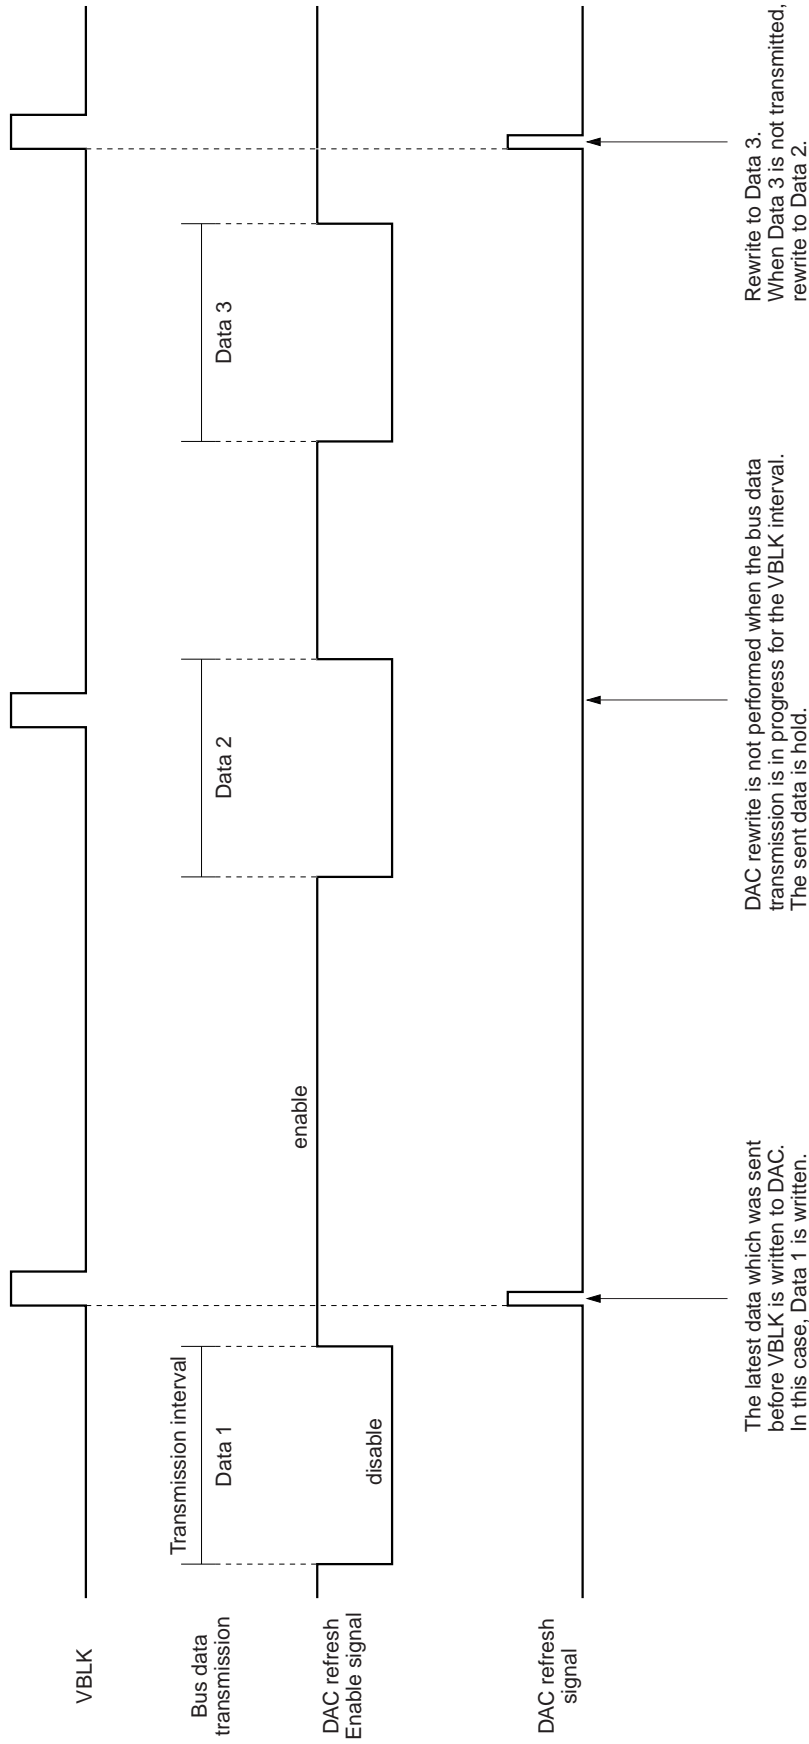 VBLK
Bus data
transmission
Transmission interval
Data 1
Data 2
Data 3
DAC refresh
Enable signal
disable
enable
DAC refresh
signal
The latest data which was sent
before VBLK is written to DAC.
In this case, Data 1 is written.
DAC rewrite is not performed when the bus data
transmission is in progress for the VBLK interval.
The sent data is hold.
Rewrite to Data 3.
When Data 3 is not transmitted,
rewrite to Data 2.